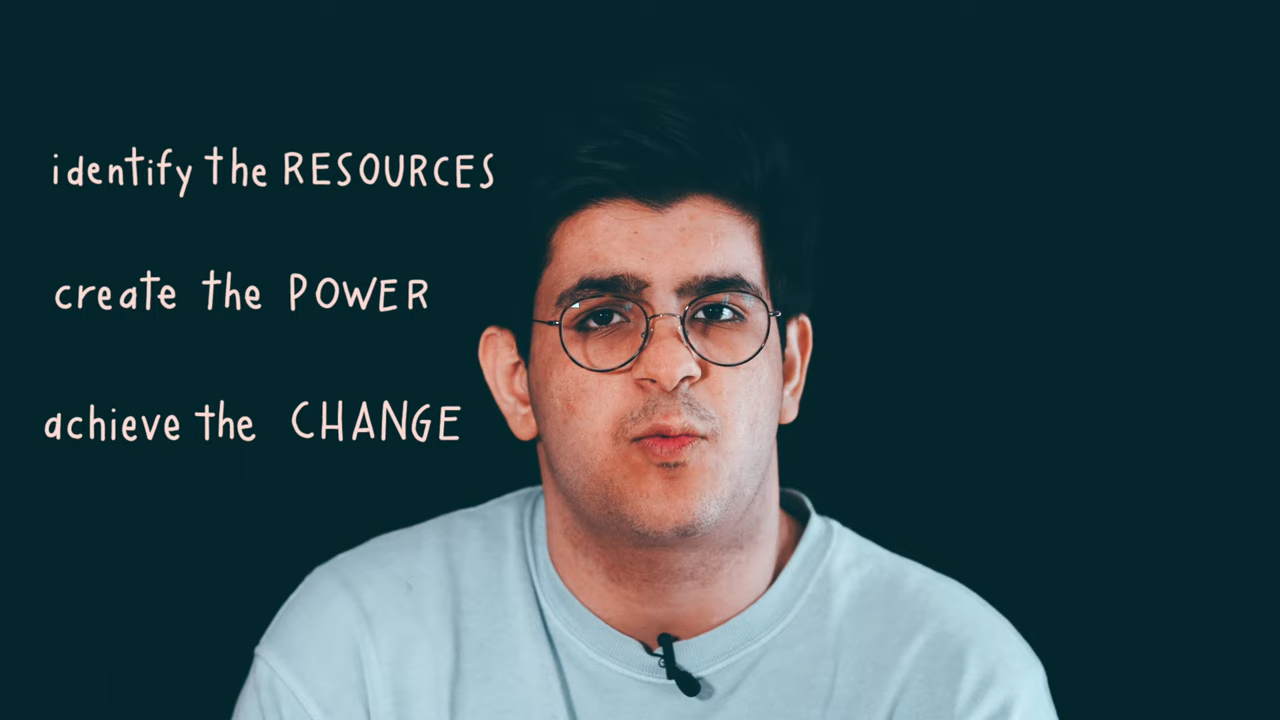 identify the RESOURCES
create the POWER
achieve the CHANGE